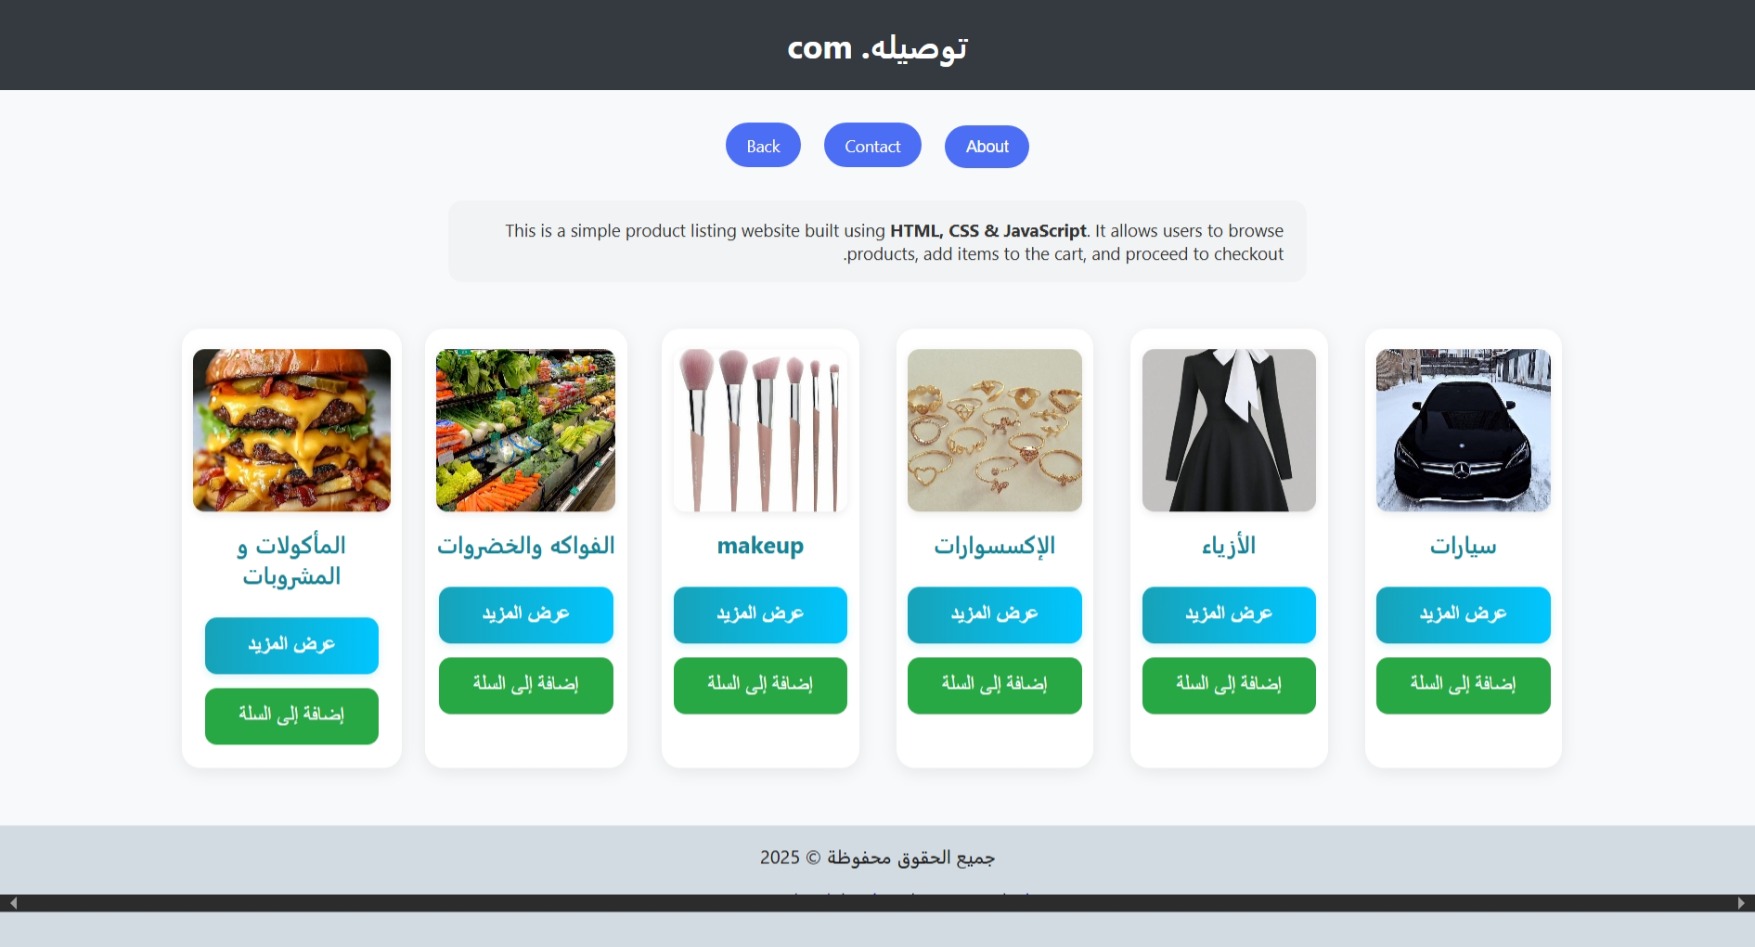 توصيله. com
About
Contact
Back
This is a simple product listing website built using HTML, CSS & JavaScript. It allows users to browse
.products, add items to the cart, and proceed to checkout
سيارات
عرض المزيد
إضافة إلى السلة
الأزياء
عرض المزيد
إضافة إلى السلة
الإكسسوارات
عرض المزيد
إضافة إلى السلة
makeup
عرض المزيد
إضافة إلى السلة
الفواكه والخضروات
عرض المزيد
إضافة إلى السلة
المأكولات و
المشروبات
عرض المزيد
إضافة إلى السلة
جميع الحقوق محفوظة © 2025